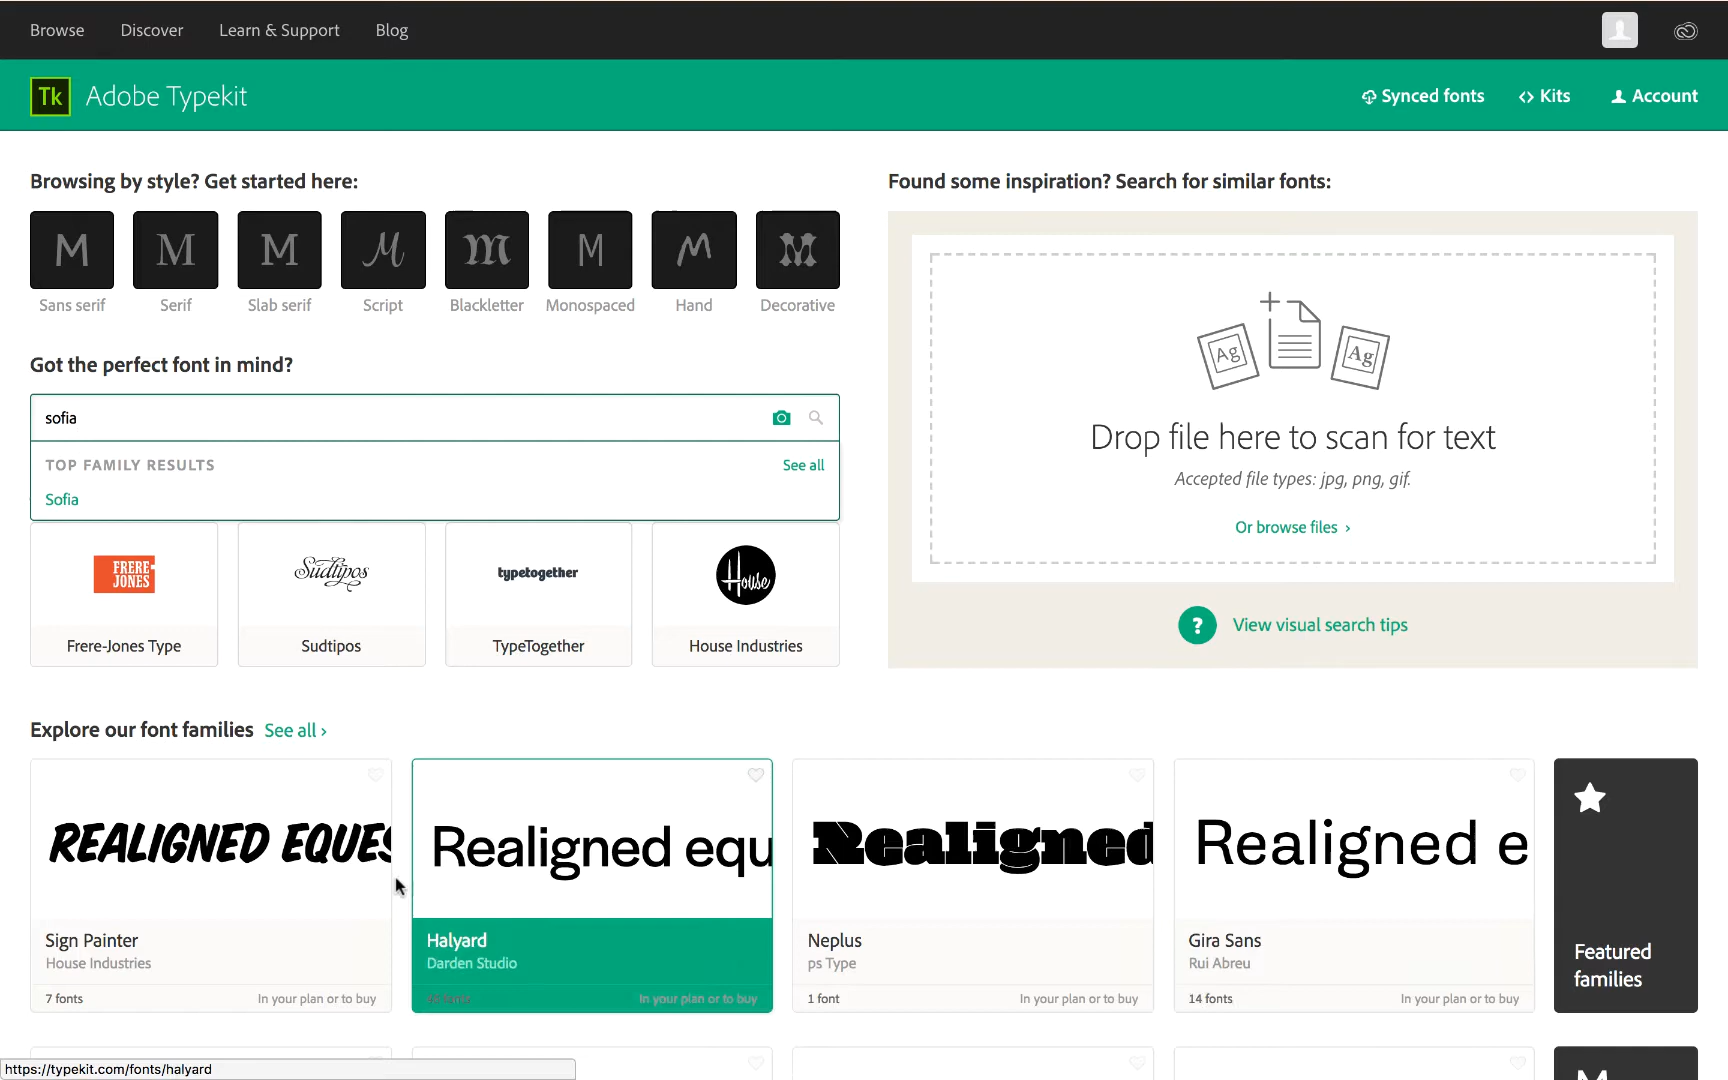 Browse Discover Learn & Support Blog
Tk Adobe Typekit Synced fonts Kits Account
Browsing by style? Get started here:
M M M M M M M M
Sans serif Serif Slab serif Script Blackletter Monospaced Hand Decorative
Got the perfect font in mind?
sofia
TOP FAMILY RESULTS See all
Sofia
FRERE-JONES Sudtipos typetogether House
Frere-Jones Type Sudtipos TypeTogether House Industries
Found some inspiration? Search for similar fonts:
Ag Ag
Drop file here to scan for text
Accepted file types: jpg, png, gif.
Or browse files ›
? View visual search tips
Explore our font families See all ›
REALIGNED EQUES
Sign Painter
House Industries
7 fonts In your plan or to buy
Realigned equ
Halyard
Darden Studio
In your plan or to buy
Realigned
Neplus
ps Type
1 font In your plan or to buy
Realigned e
Gira Sans
Rui Abreu
14 fonts In your plan or to buy
Featured
families
https://typekit.com/fonts/halyard